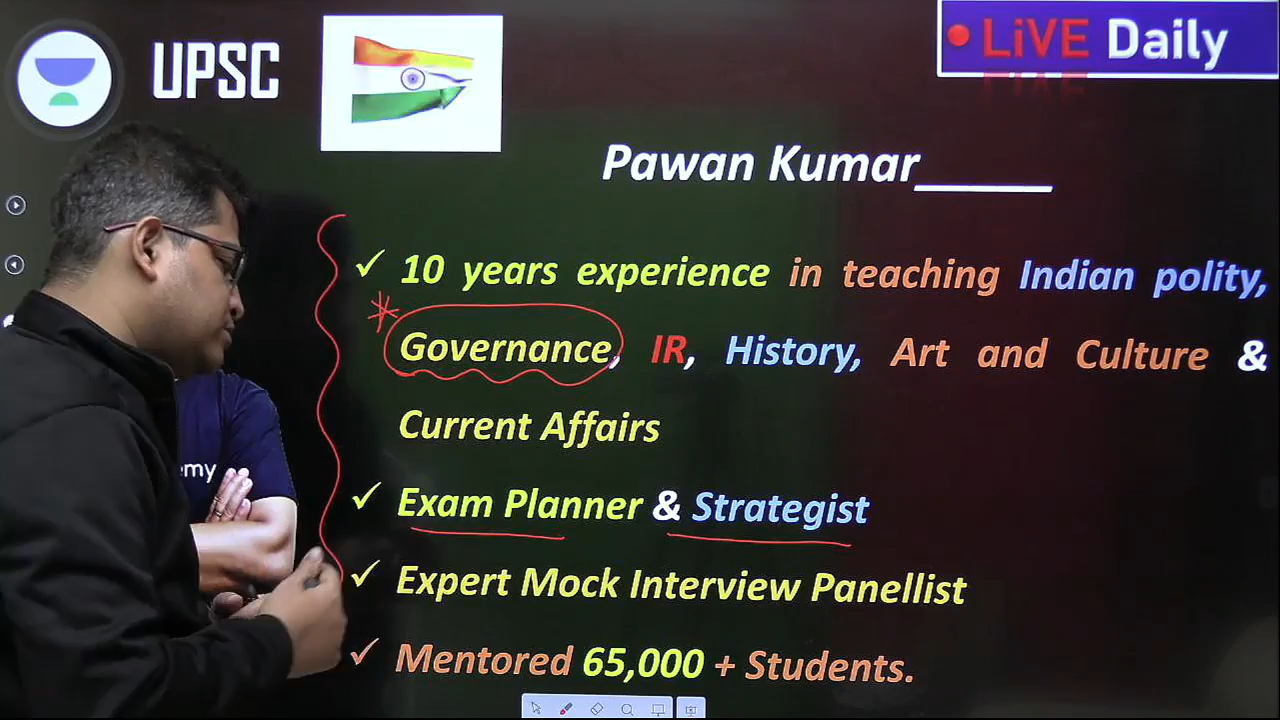 UPSC
LiVE Daily
Pawan Kumar
✓ 10 years experience in teaching Indian polity,
Governance, IR, History, Art and Culture &
Current Affairs
✓ Exam Planner & Strategist
✓ Expert Mock Interview Panellist
✓ Mentored 65,000 + Students.
emy